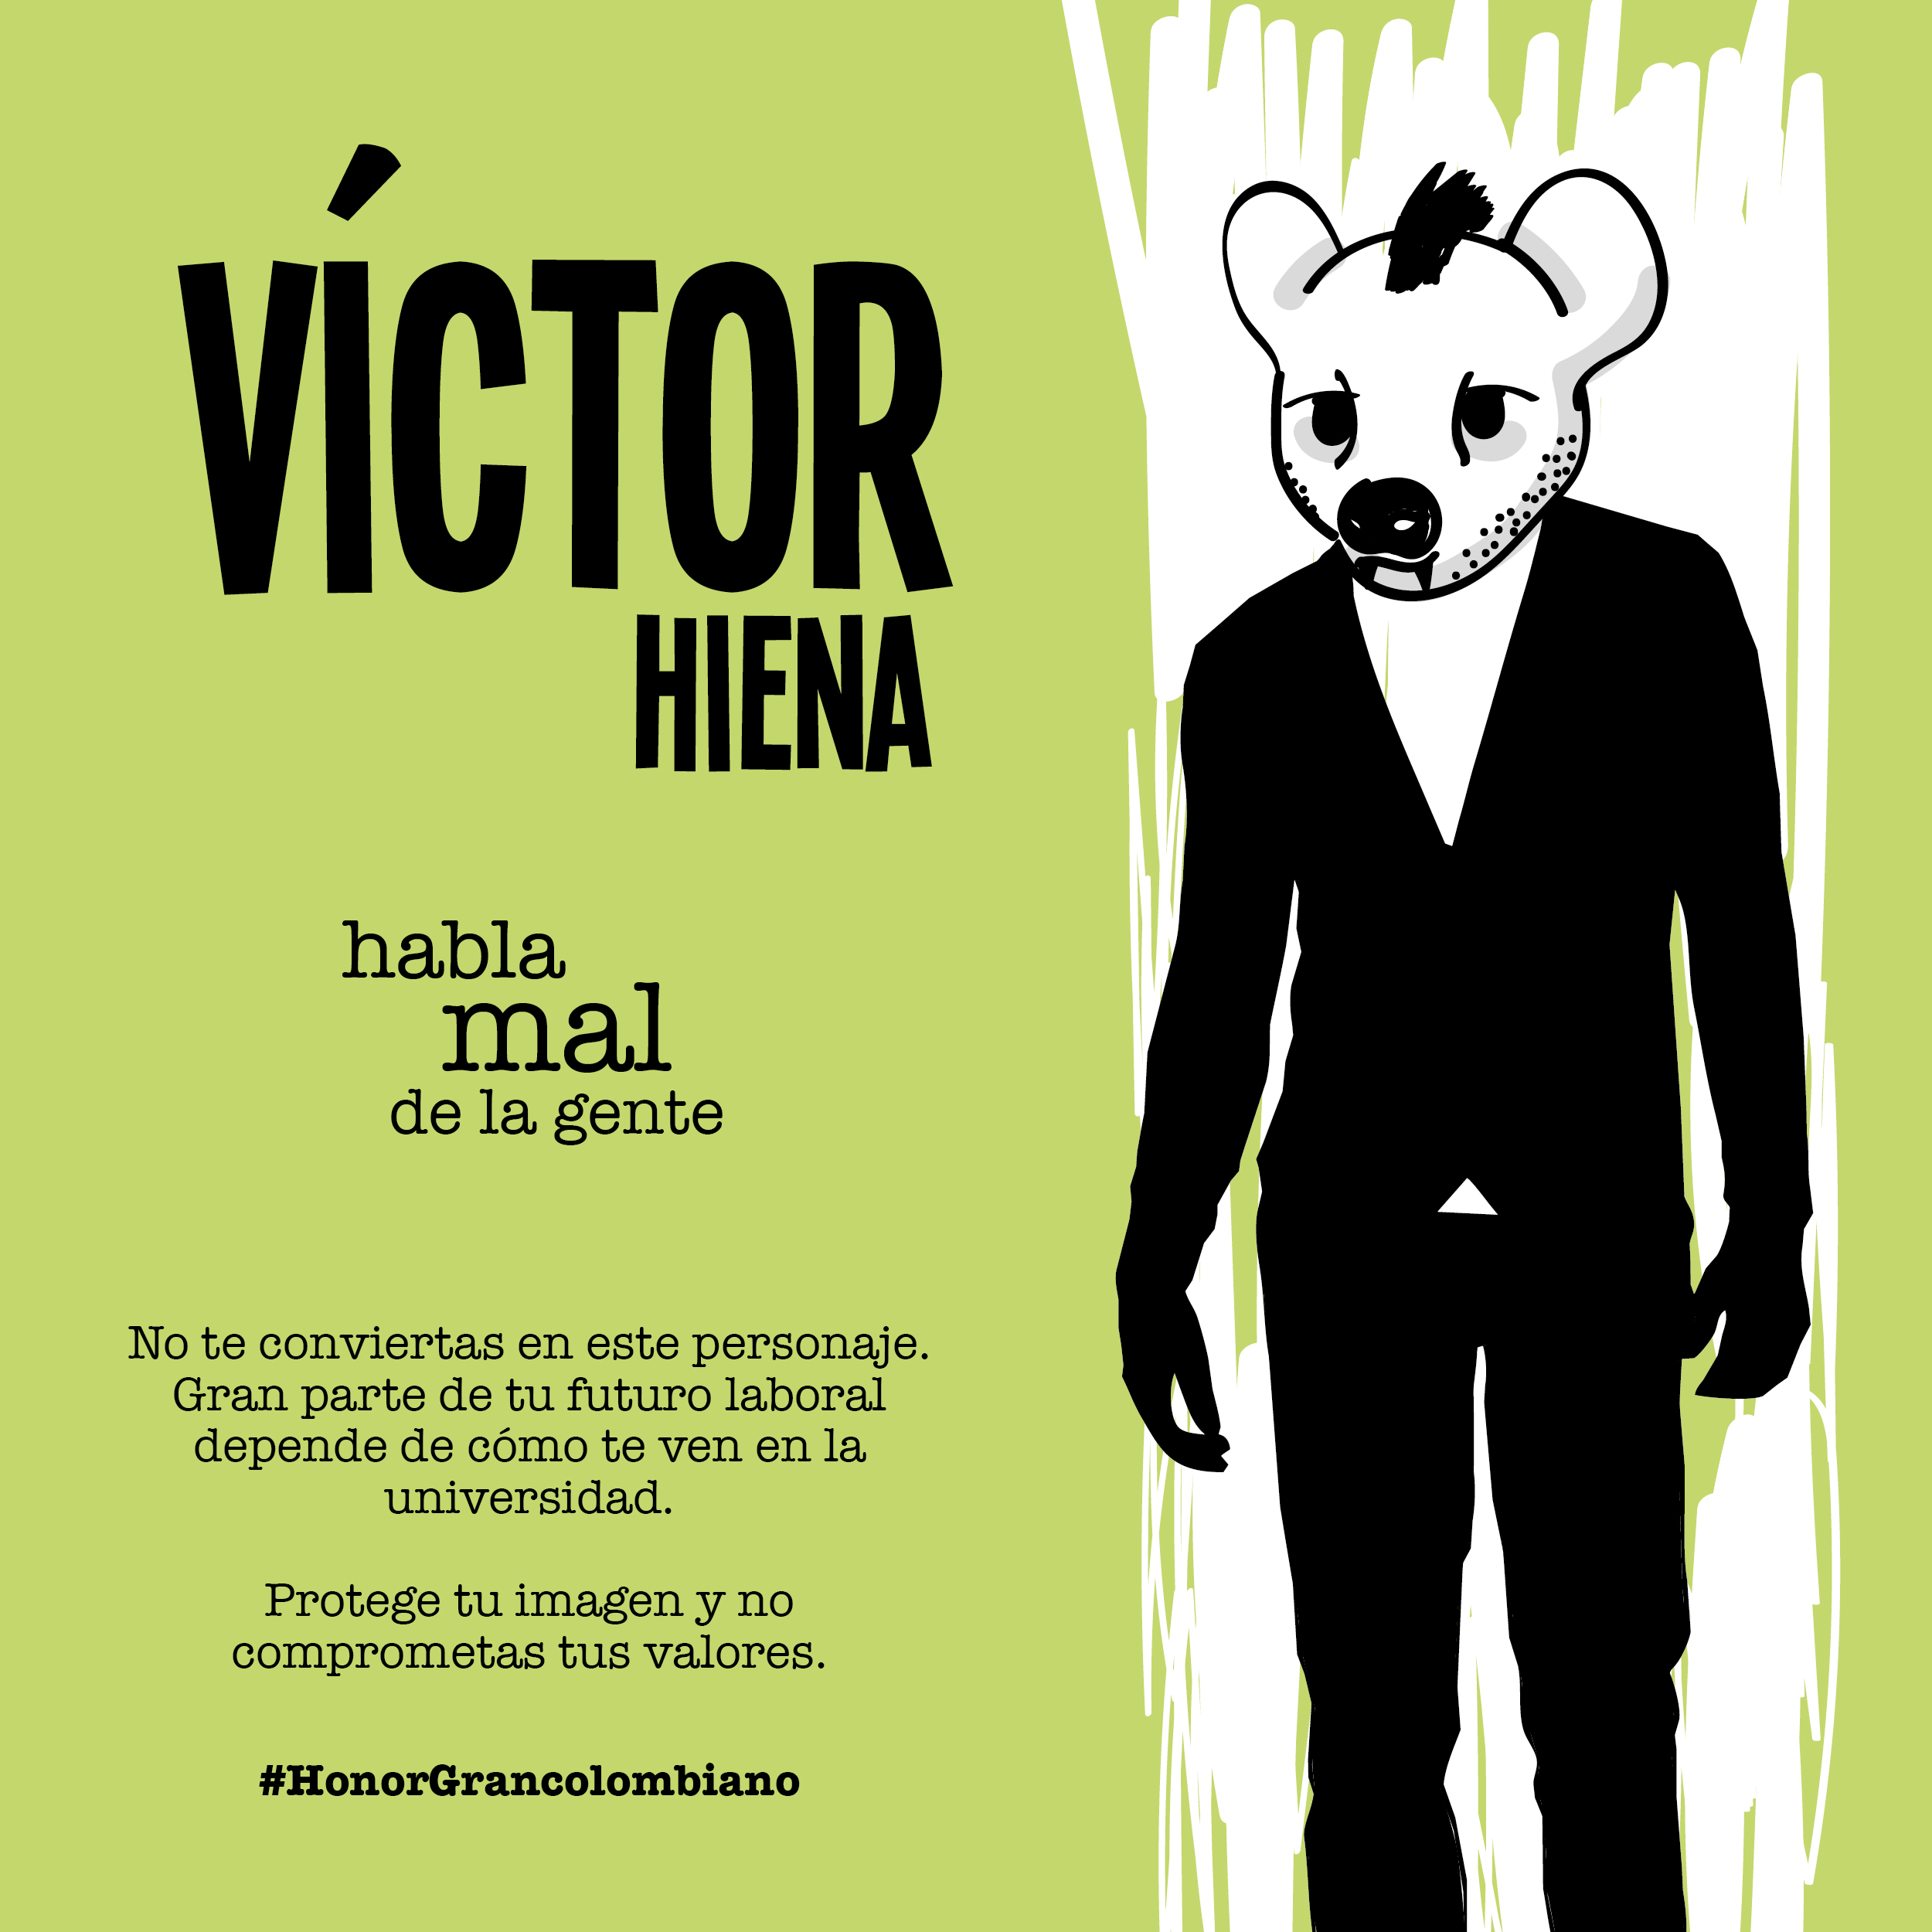 VÍCTOR
HIENA
habla
mal
de la gente
No te conviertas en este personaje.
Gran parte de tu futuro laboral
depende de cómo te ven en la
universidad.
Protege tu imagen y no
comprometas tus valores.
#HonorGrancolombiano